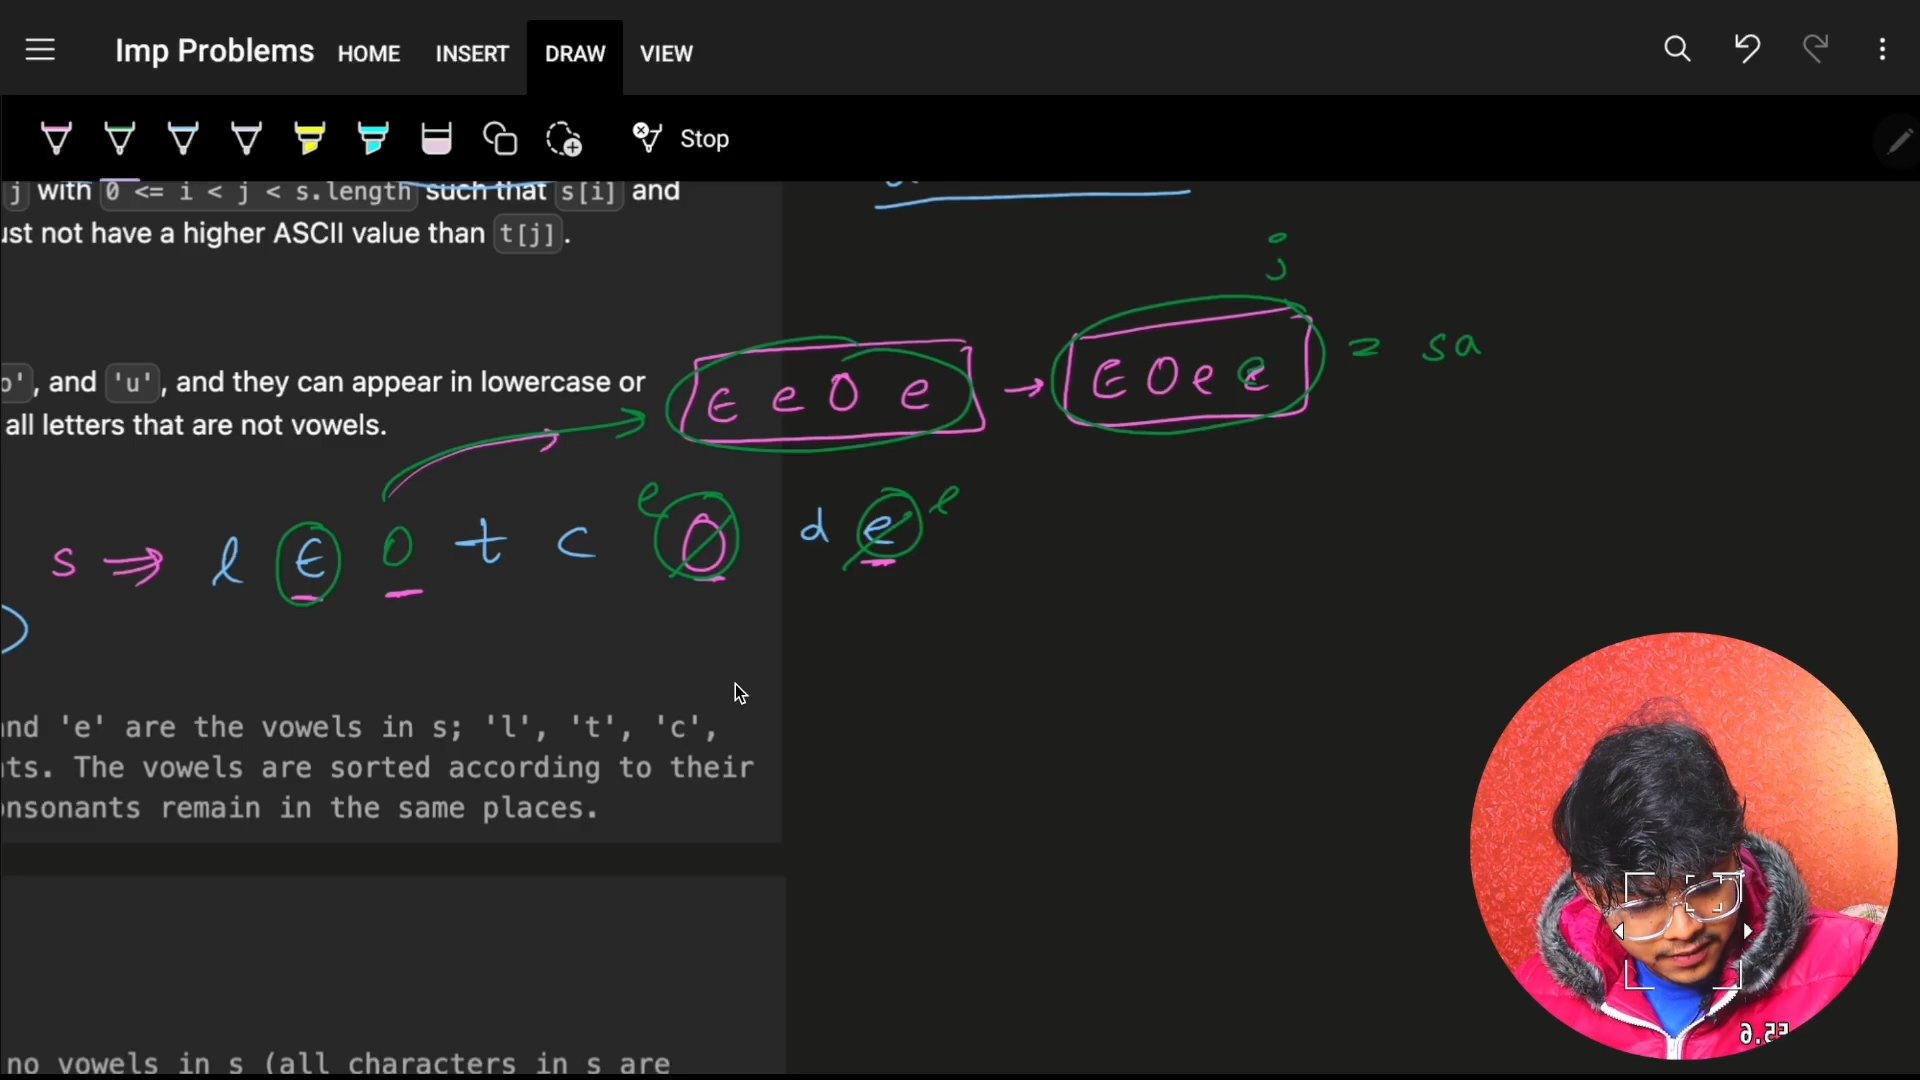 Imp Problems HOME INSERT DRAW VIEW
Stop
j with 0 <= i < j < s.length such that s[i] and
ust not have a higher ASCII value than t[j].
j
E e O e → E O e e = sa
o', and 'u', and they can appear in lowercase or
all letters that are not vowels.
e
s ⇒ l E O t c O d e e
and 'e' are the vowels in s; 'l', 't', 'c',
nts. The vowels are sorted according to their
onsonants remain in the same places.
no vowels in s (all characters in s are